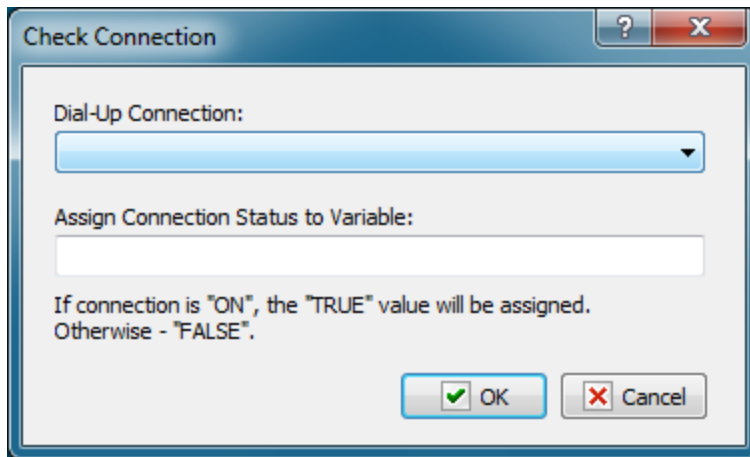 Check Connection
?
Dial-Up Connection:
Assign Connection Status to Variable:
If connection is "ON", the "TRUE" value will be assigned.
Otherwise - "FALSE".
OK
Cancel